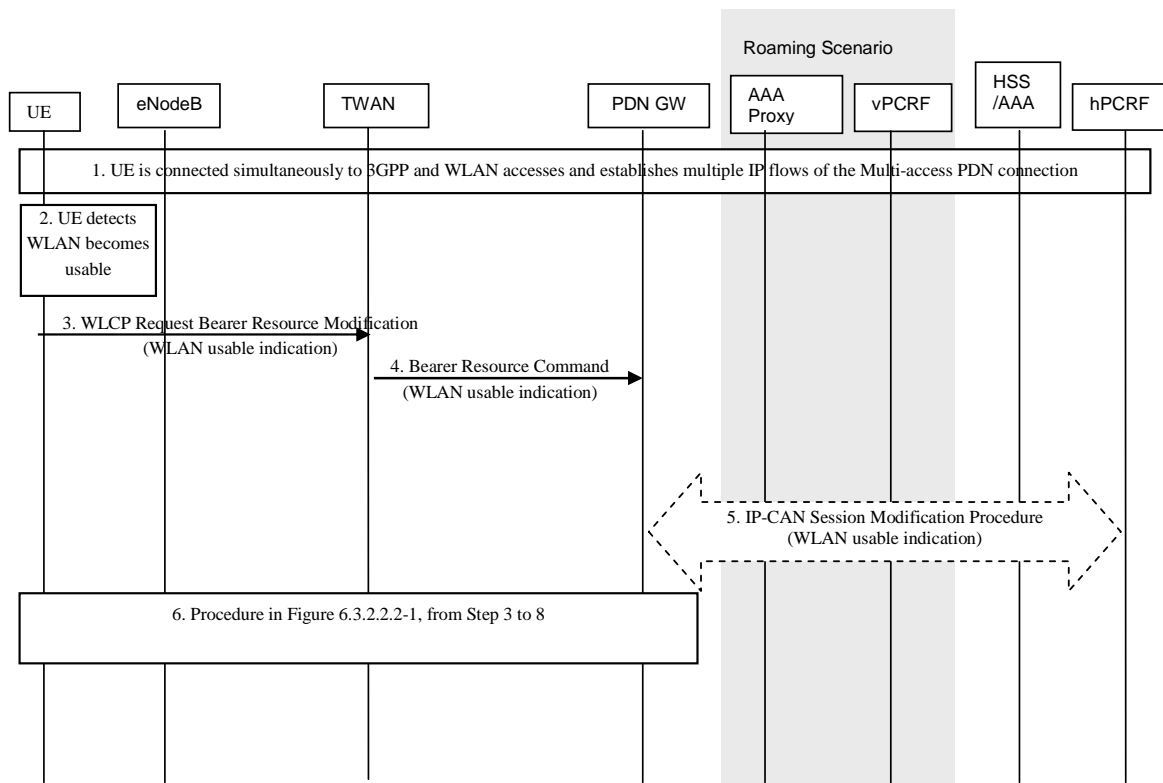 Roaming Scenario
UE
eNodeB
TWAN
PDN GW
AAA
Proxy
vPCRF
HSS
/AAA
hPCRF
1. UE is connected simultaneously to 3GPP and WLAN accesses and establishes multiple IP flows of the Multi-access PDN connection
2. UE detects
WLAN becomes
usable
3. WLCP Request Bearer Resource Modification
(WLAN usable indication)
4. Bearer Resource Command
(WLAN usable indication)
5. IP-CAN Session Modification Procedure
(WLAN usable indication)
6. Procedure in Figure 6.3.2.2.2-1, from Step 3 to 8